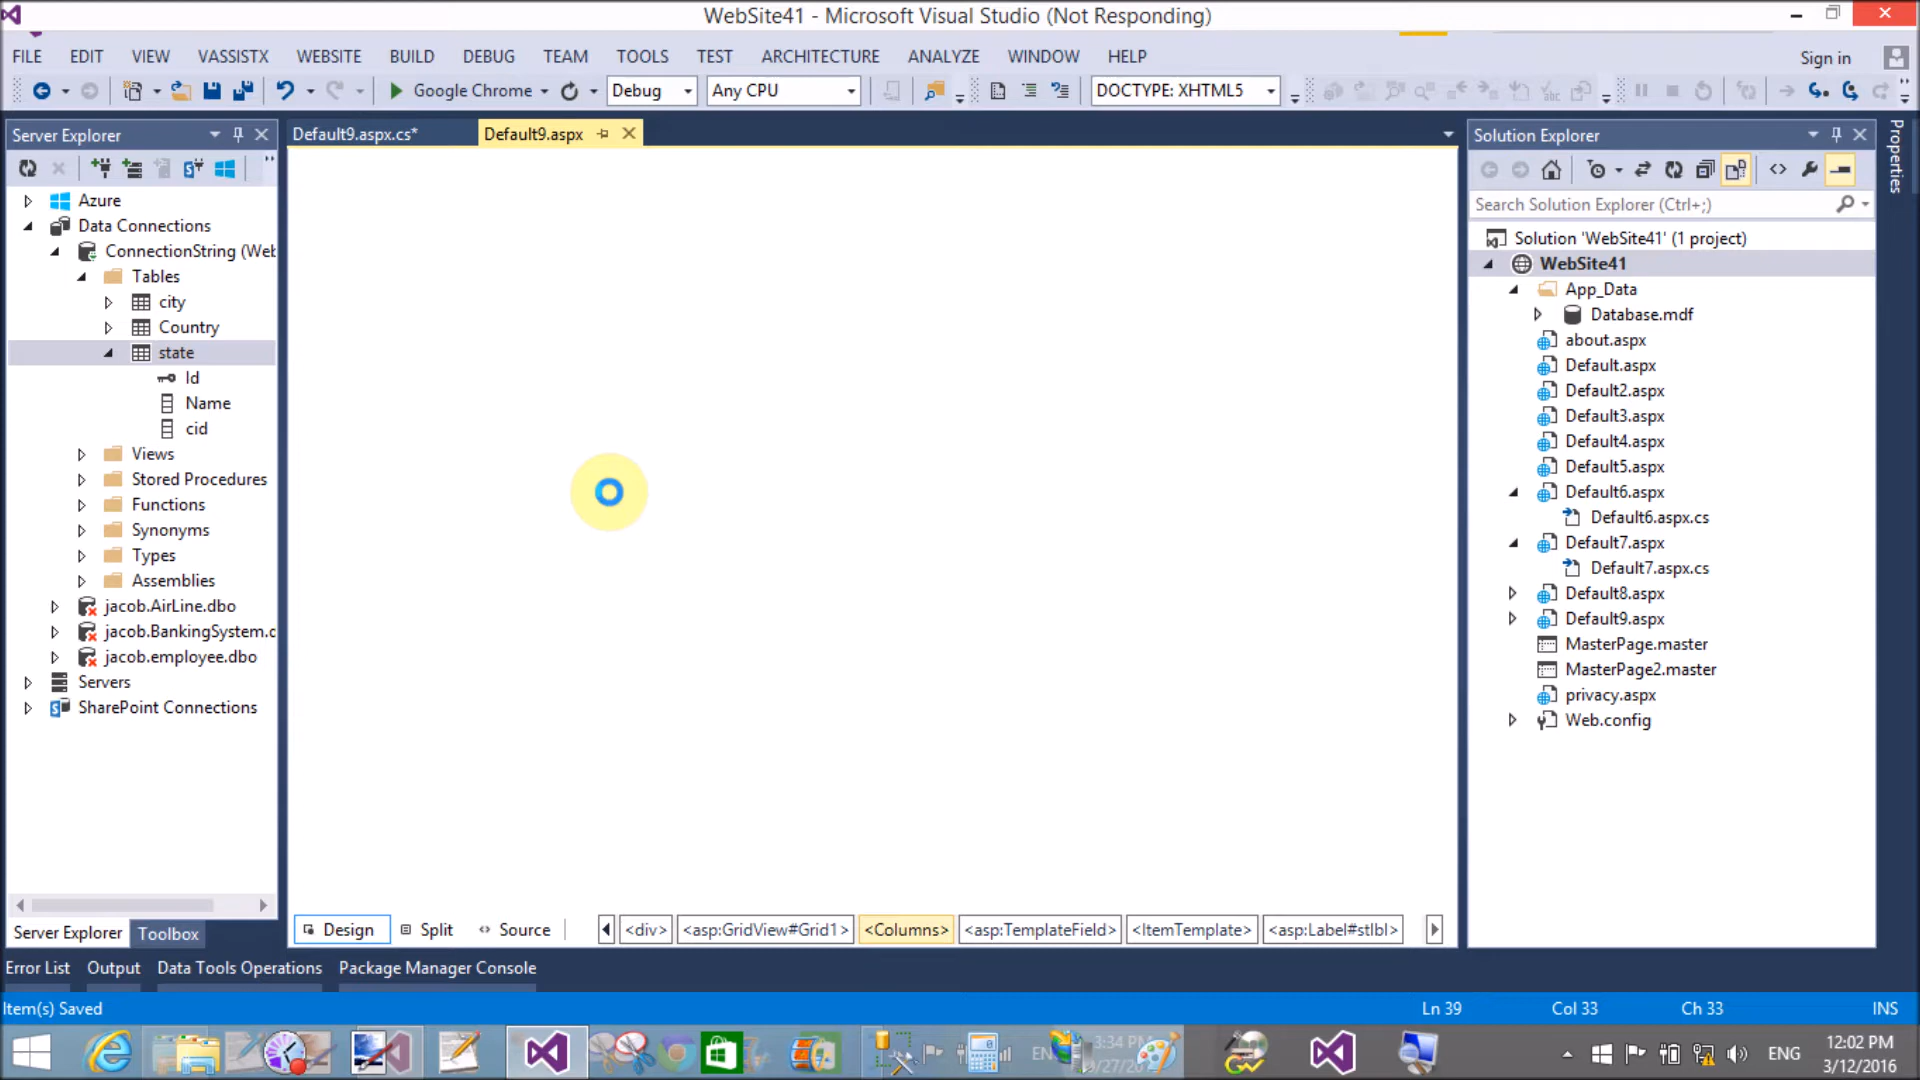 WebSite41 - Microsoft Visual Studio (Not Responding)
FILE EDIT VIEW VASSISTX WEBSITE BUILD DEBUG TEAM TOOLS TEST ARCHITECTURE ANALYZE WINDOW HELP
Sign in
Google Chrome Debug Any CPU DOCTYPE: XHTML5
Server Explorer
Default9.aspx.cs* Default9.aspx
Solution Explorer
Properties
Search Solution Explorer (Ctrl+;)
Azure
Data Connections
ConnectionString (Web
Tables
city
Country
state
Id
Name
cid
Views
Stored Procedures
Functions
Synonyms
Types
Assemblies
jacob.AirLine.dbo
jacob.BankingSystem.d
jacob.employee.dbo
Servers
SharePoint Connections
Solution 'WebSite41' (1 project)
WebSite41
App_Data
Database.mdf
about.aspx
Default.aspx
Default2.aspx
Default3.aspx
Default4.aspx
Default5.aspx
Default6.aspx
Default6.aspx.cs
Default7.aspx
Default7.aspx.cs
Default8.aspx
Default9.aspx
MasterPage.master
MasterPage2.master
privacy.aspx
Web.config
Server Explorer Toolbox
Design Split Source <div> <asp:GridView#Grid1> <Columns> <asp:TemplateField> <ItemTemplate> <asp:Label#stlbl>
Error List Output Data Tools Operations Package Manager Console
Item(s) Saved Ln 39 Col 33 Ch 33 INS
EN 3:34 PM
ENG 12:02 PM
3/12/2016